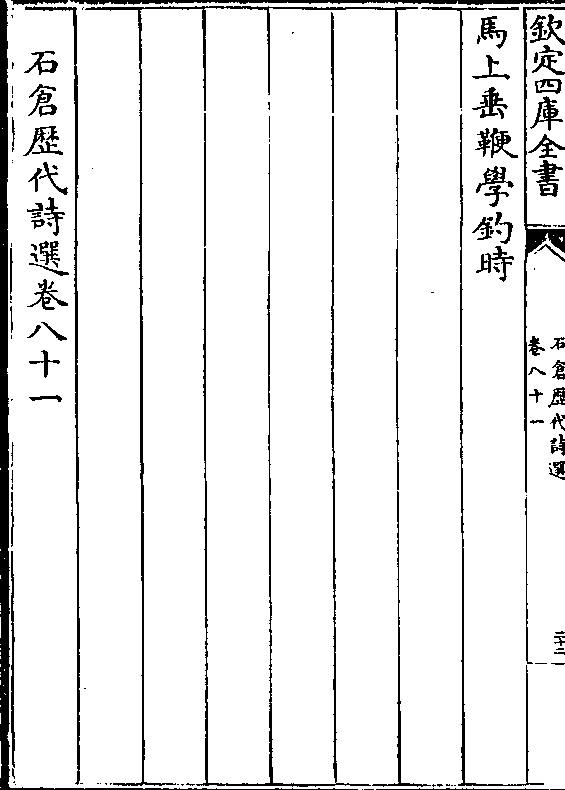 欽定四庫全書
石倉歷代詩選
卷八十一
馬上垂鞭學釣時
石倉歷代詩選卷八十一